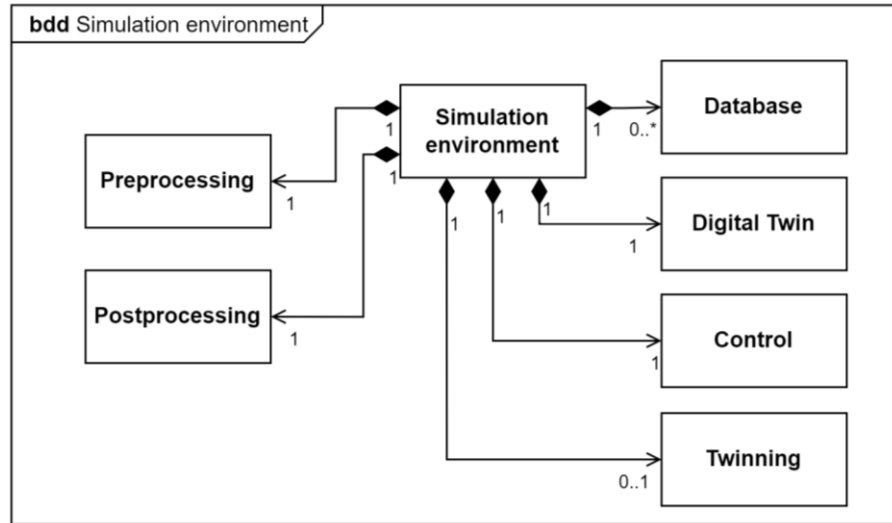 bdd Simulation environment
Simulation
environment
1
1
1
1
1
1
Preprocessing
1
Postprocessing
1
Database
0..*
Digital Twin
1
Control
1
Twinning
0..1